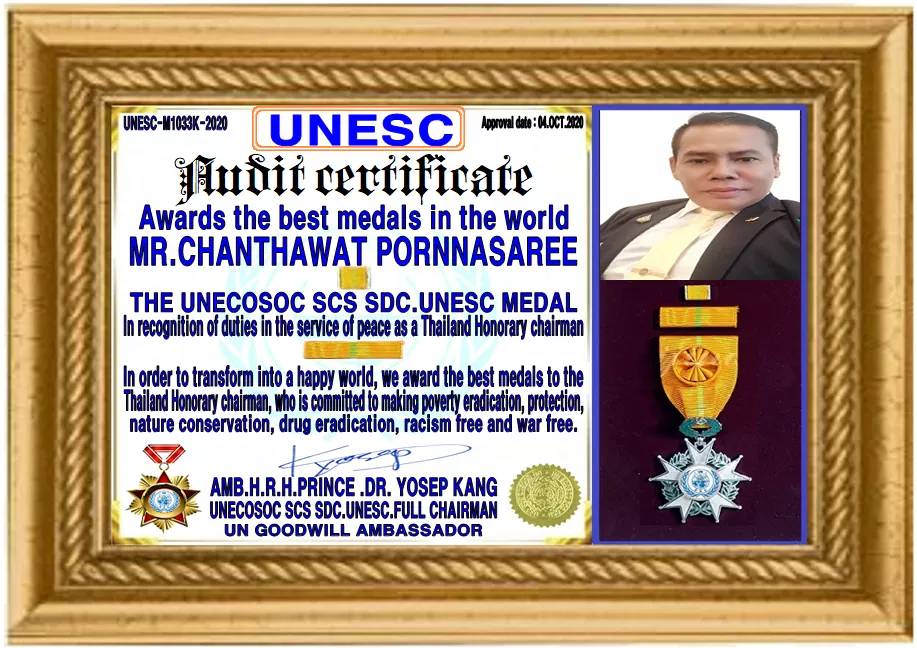 UNESC-M1033K-2020
UNESC
Approval date : 04.OCT.2020
Audit certificate
Awards the best medals in the world
MR.CHANTHAWAT PORNNASAREE
THE UNECOSOC SCS SDC.UNESC MEDAL
In recognition of duties in the service of peace as a Thailand Honorary chairman
In order to transform into a happy world, we award the best medals to the
Thailand Honorary chairman, who is committed to making poverty eradication, protection,
nature conservation, drug eradication, racism free and war free.
AMB.H.R.H.PRINCE .DR. YOSEP KANG
UNECOSOC SCS SDC.UNESC.FULL CHAIRMAN
UN GOODWILL AMBASSADOR